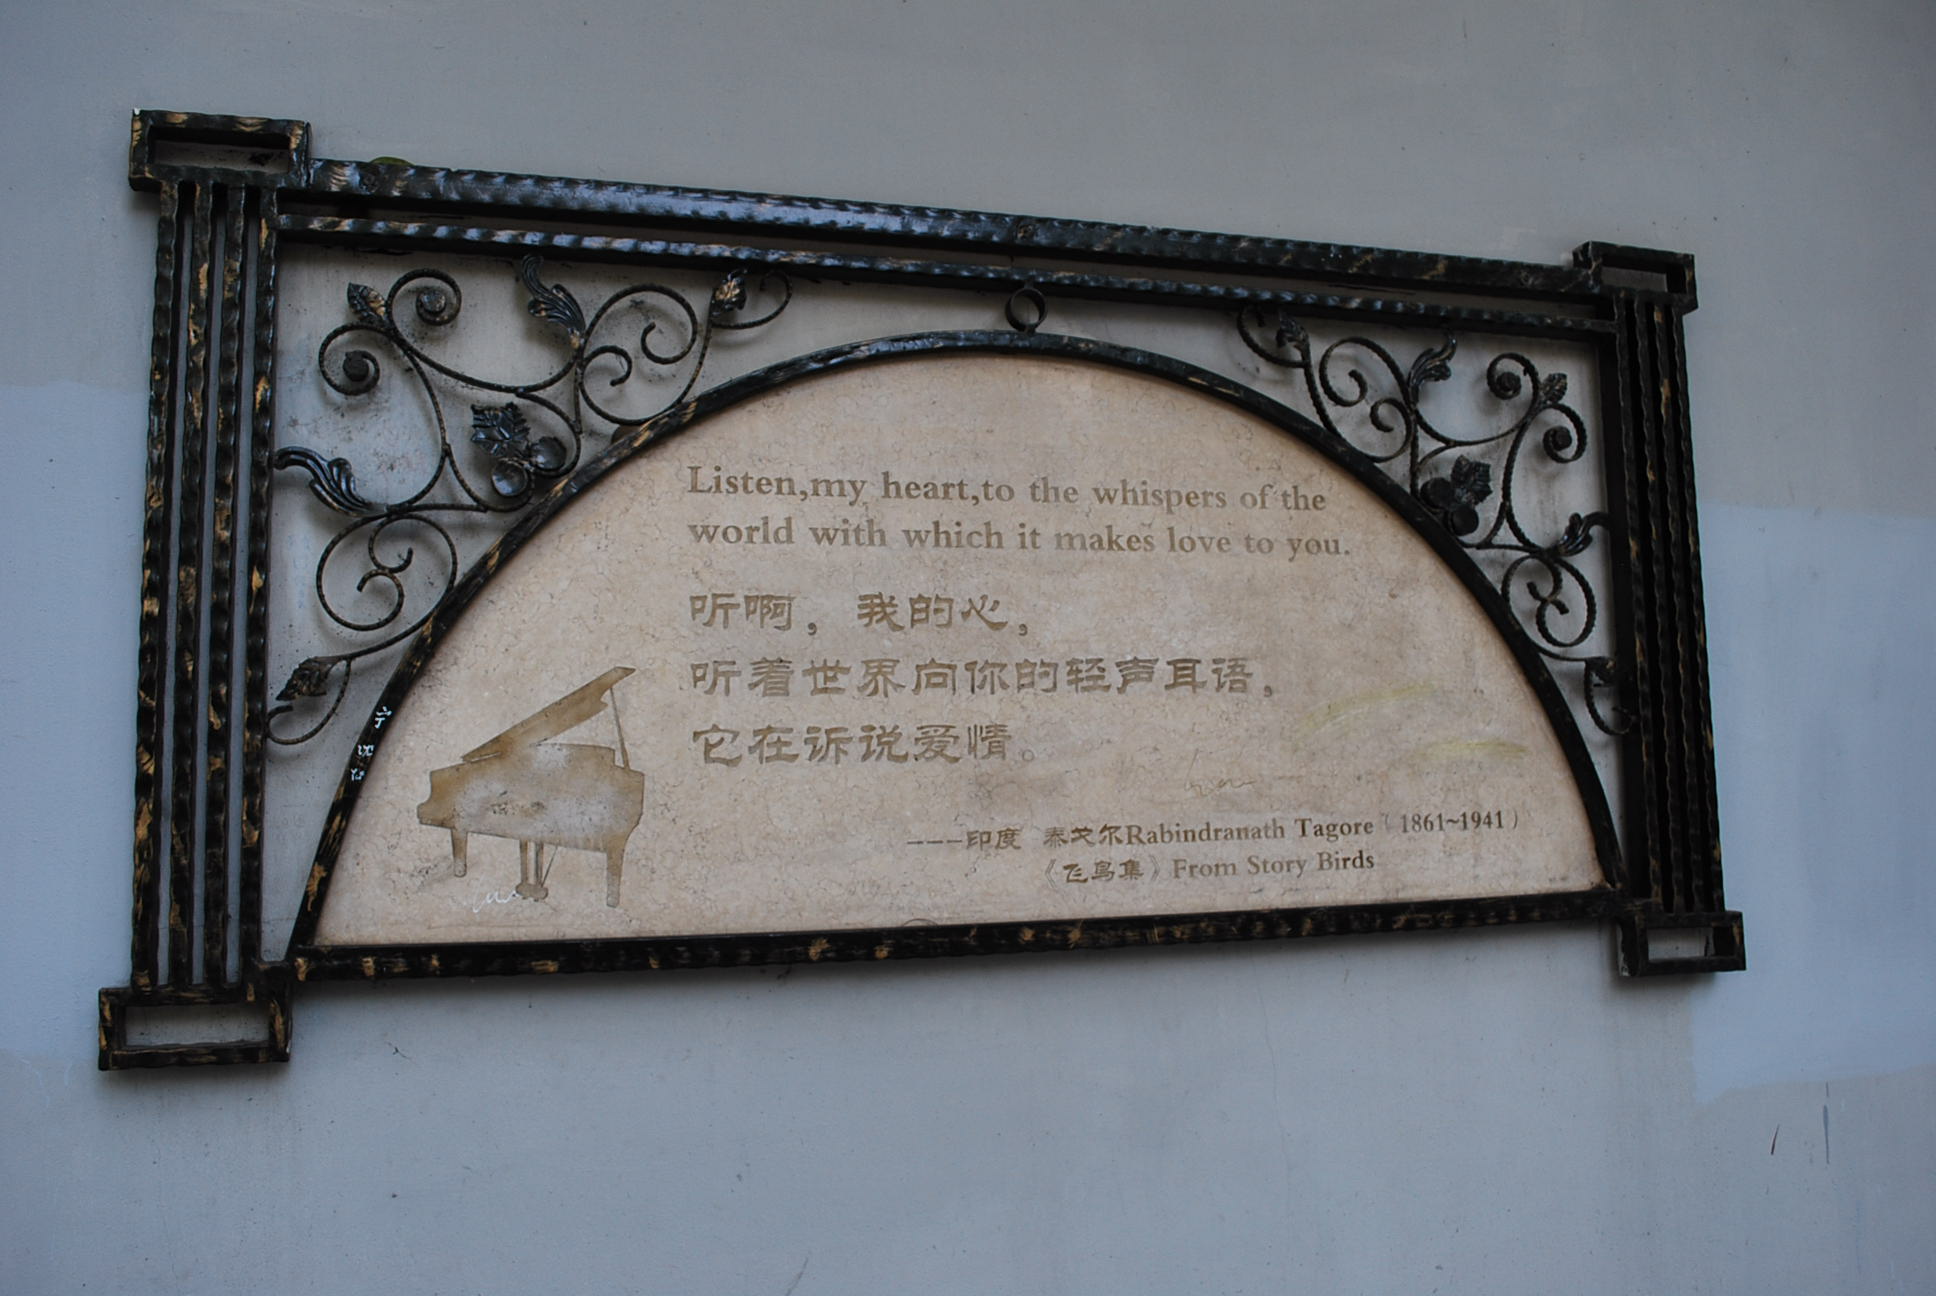 Listen,my heart,to the whispers of the
world with which it makes love to you.
听啊，我的心，
听着世界向你的轻声耳语，
它在诉说爱情。
---印度 泰戈尔Rabindranath Tagore（1861~1941）
《飞鸟集》From Story Birds